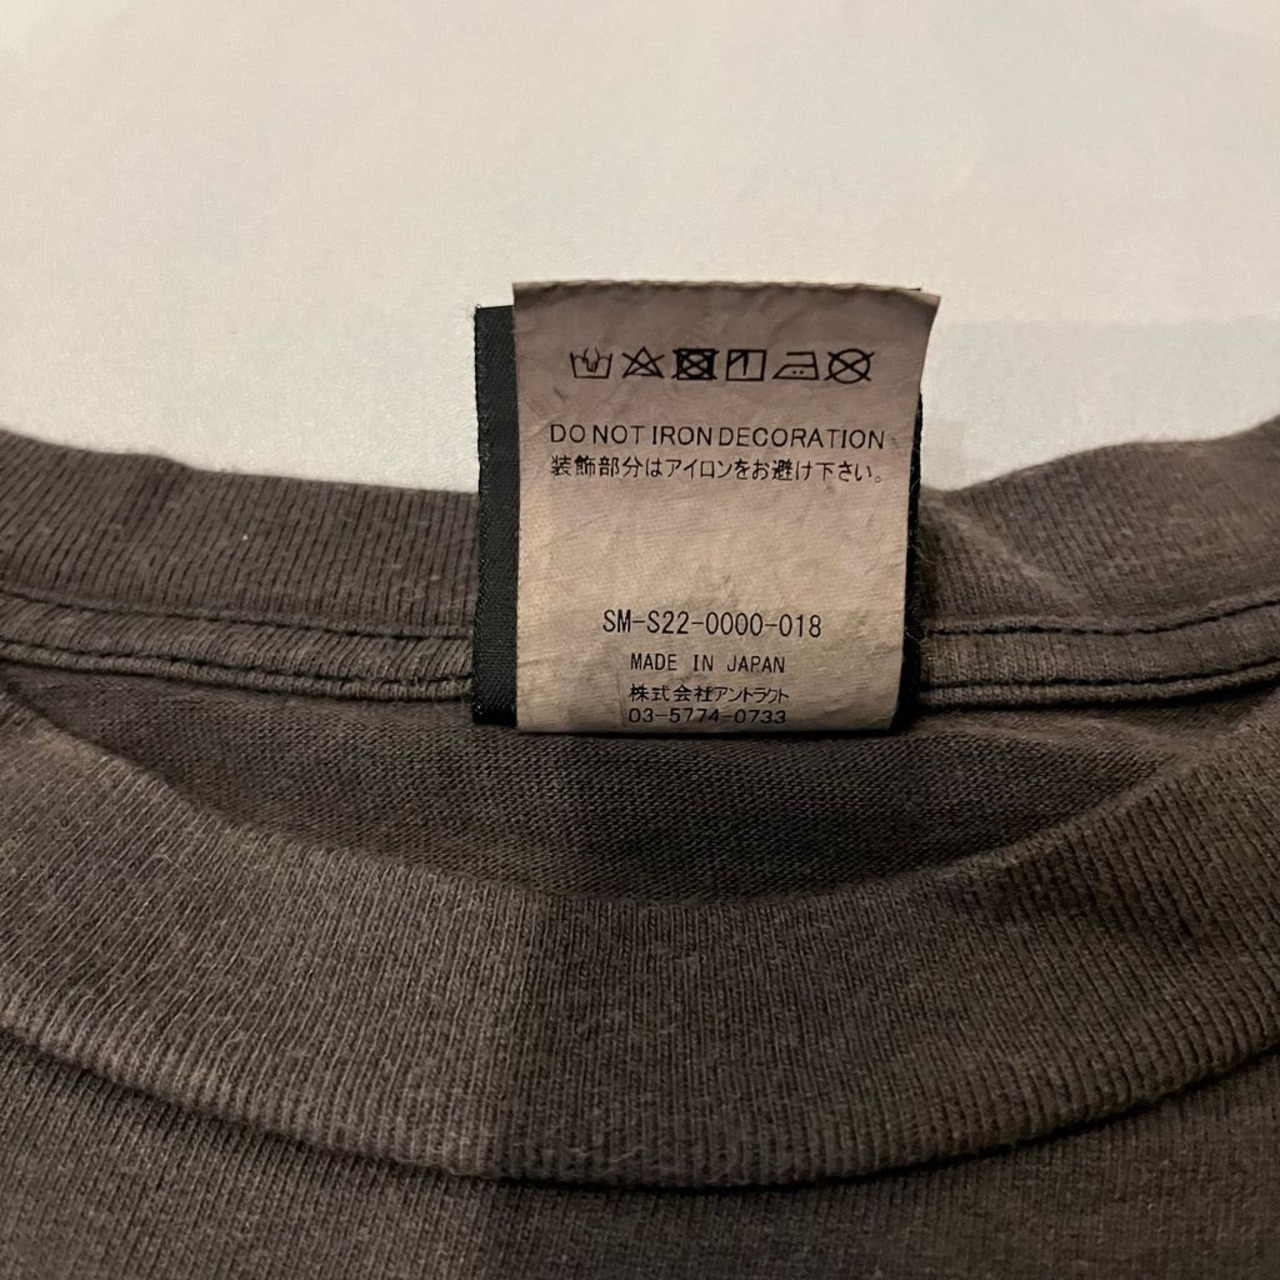 DO NOT IRON DECORATION
装飾部分はアイロンをお避け下さい。
SM-S22-0000-018
MADE IN JAPAN
株式会社アントラクト
03-5774-0733